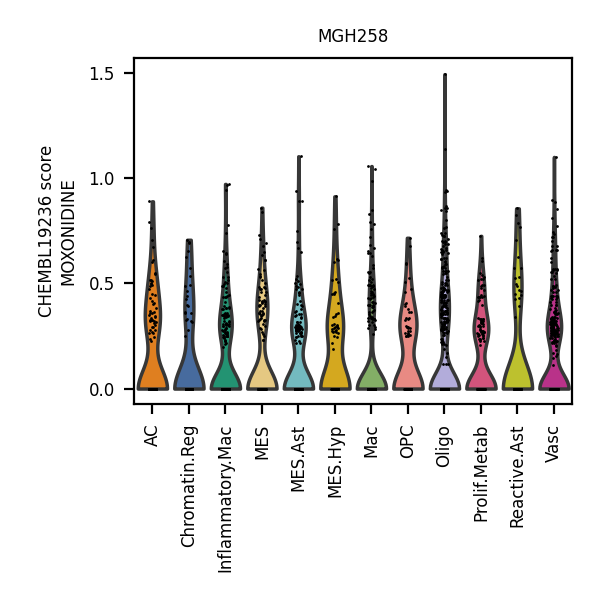 MGH258
CHEMBL19236 score
MOXONIDINE
1.5
1.0
0.5
0.0
AC
Chromatin.Reg
Inflammatory.Mac
MES
MES.Ast
MES.Hyp
Mac
OPC
Oligo
Prolif.Metab
Reactive.Ast
Vasc